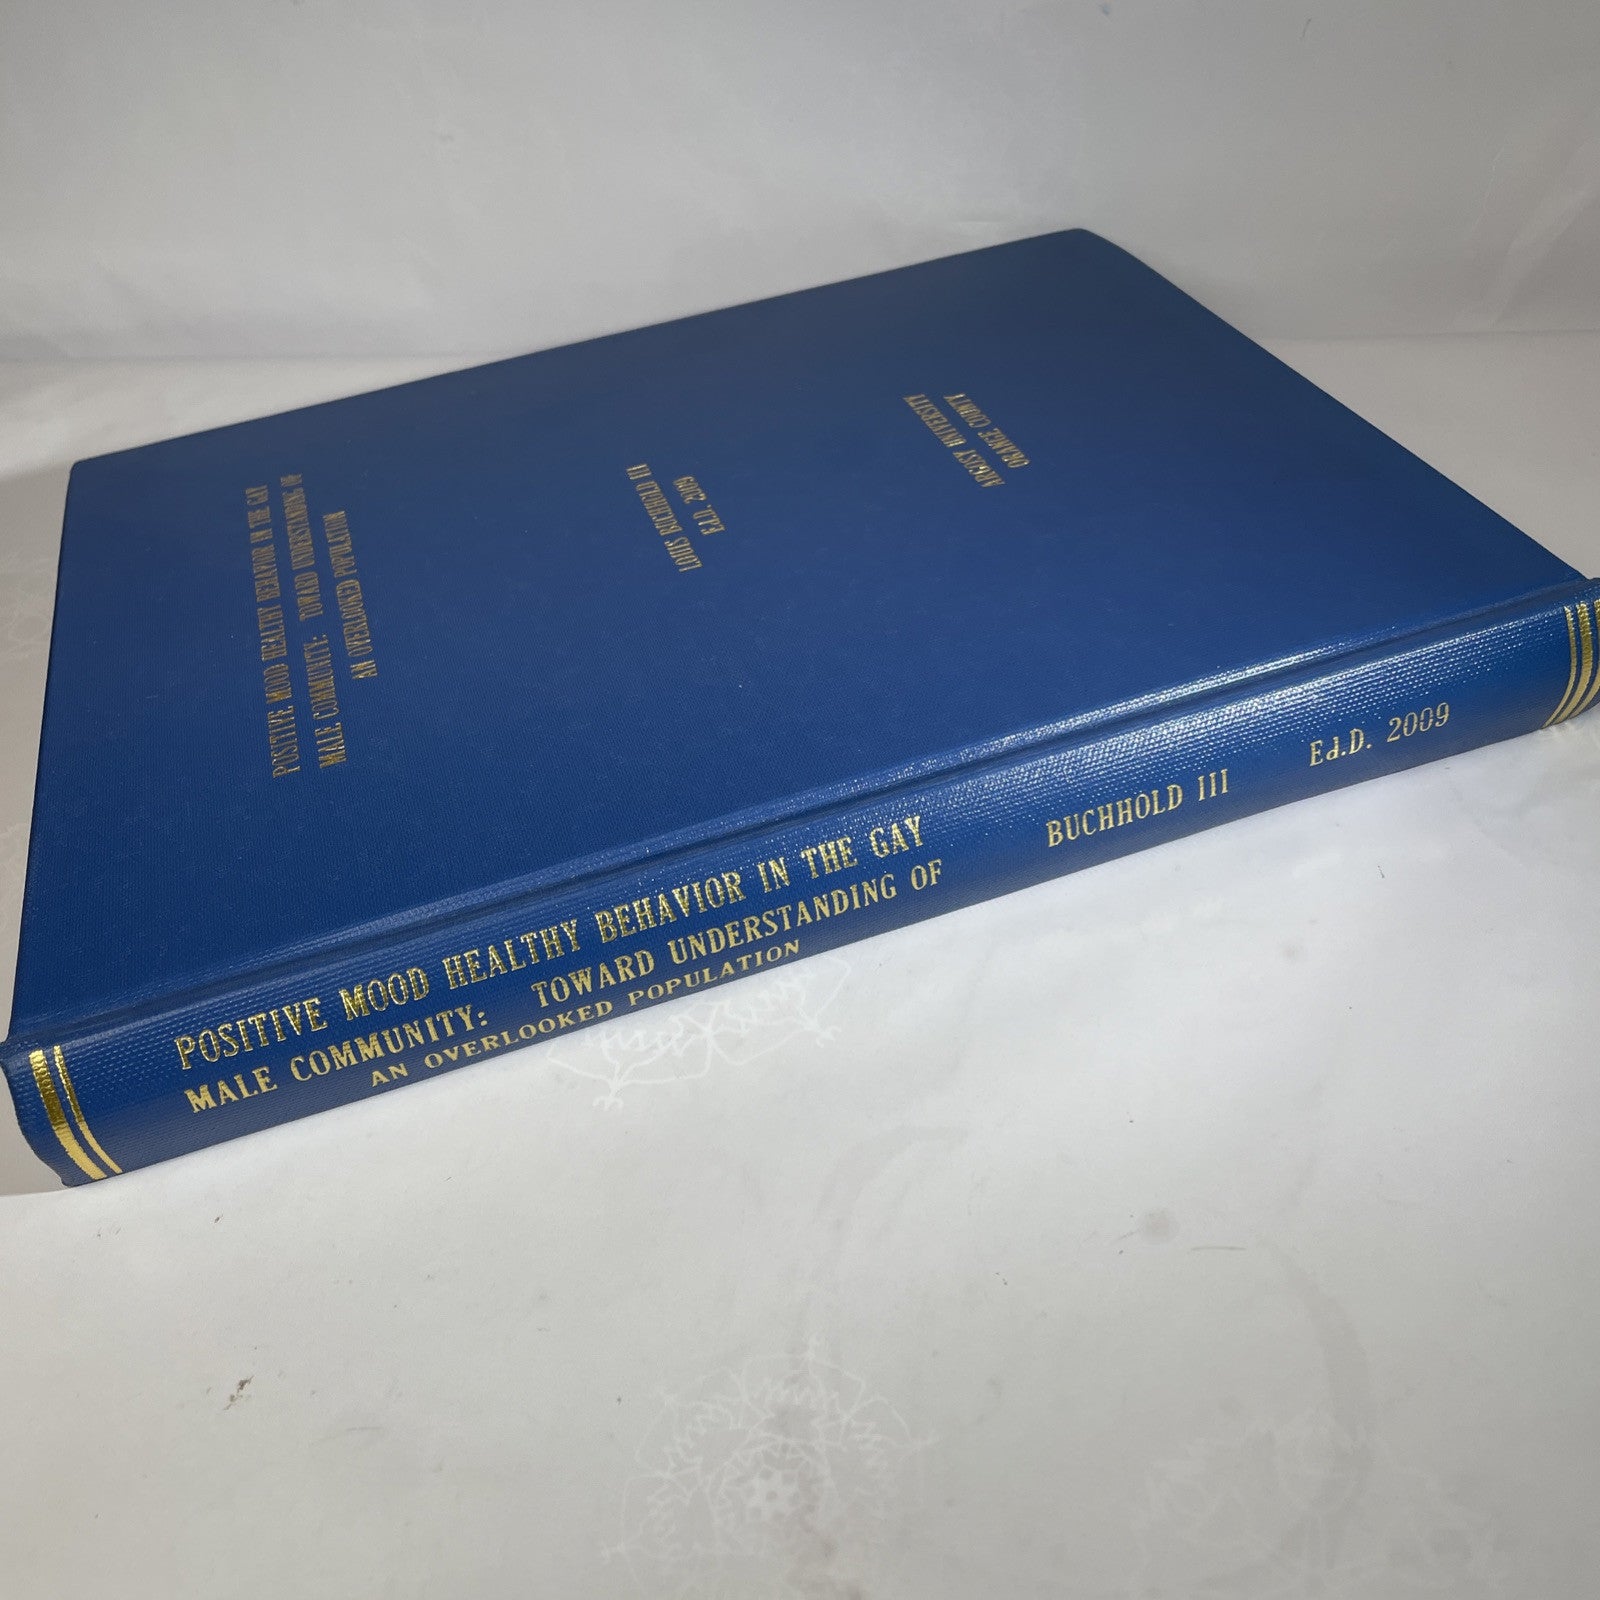 POSITIVE MOOD HEALTHY BEHAVIOR IN THE GAY
MALE COMMUNITY: TOWARD UNDERSTANDING OF
AN OVERLOOKED POPULATION
LOUIS BUCHHOLD III
Ed.D. 2009
ARGOSY UNIVERSITY
ORANGE COUNTY
POSITIVE MOOD HEALTHY BEHAVIOR IN THE GAY
MALE COMMUNITY: TOWARD UNDERSTANDING OF
AN OVERLOOKED POPULATION
BUCHHOLD III
Ed.D. 2009